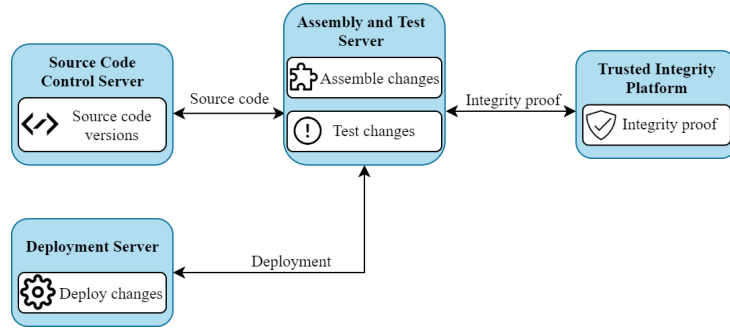 Source Code
Control Server
Source code
versions
Source code
Assembly and Test
Server
Assemble changes
Test changes
Integrity proof
Trusted Integrity
Platform
Integrity proof
Deployment Server
Deploy changes
Deployment